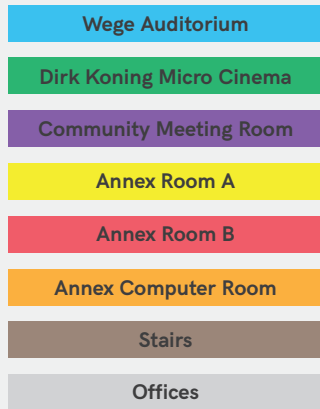 Wege Auditorium
Dirk Koning Micro Cinema
Community Meeting Room
Annex Room A
Annex Room B
Annex Computer Room
Stairs
Offices